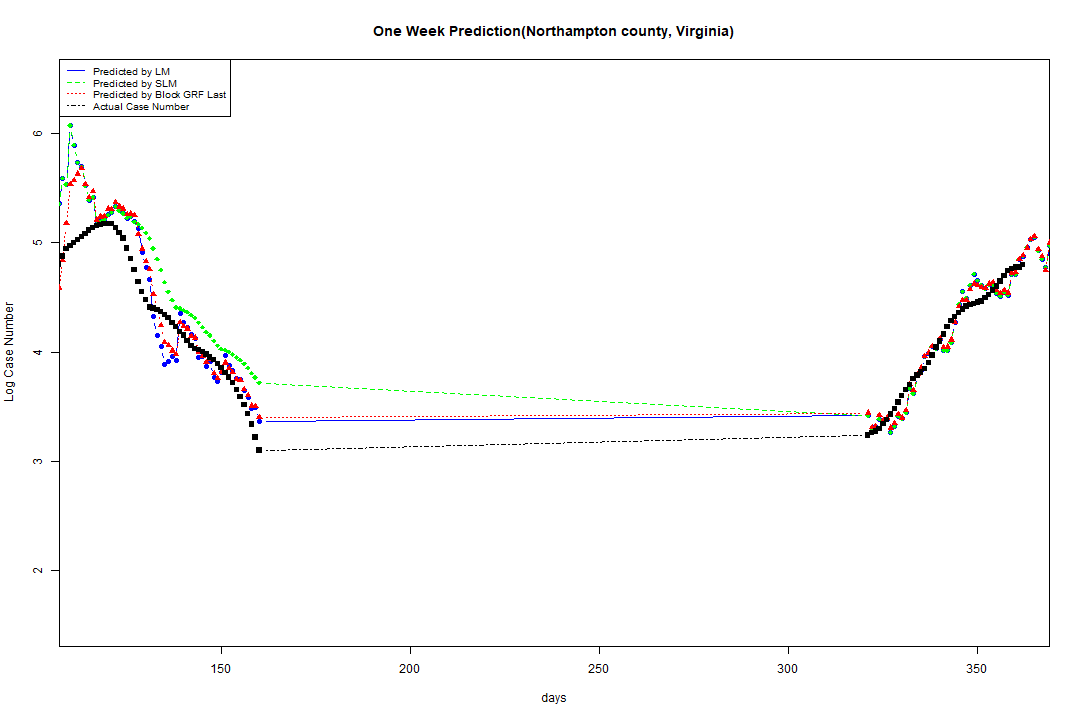 One Week Prediction(Northampton county, Virginia)
Predicted by LM
Predicted by SLM
Predicted by Block GRF Last
Actual Case Number
6
5
4
3
2
Log Case Number
150 200 250 300 350
days